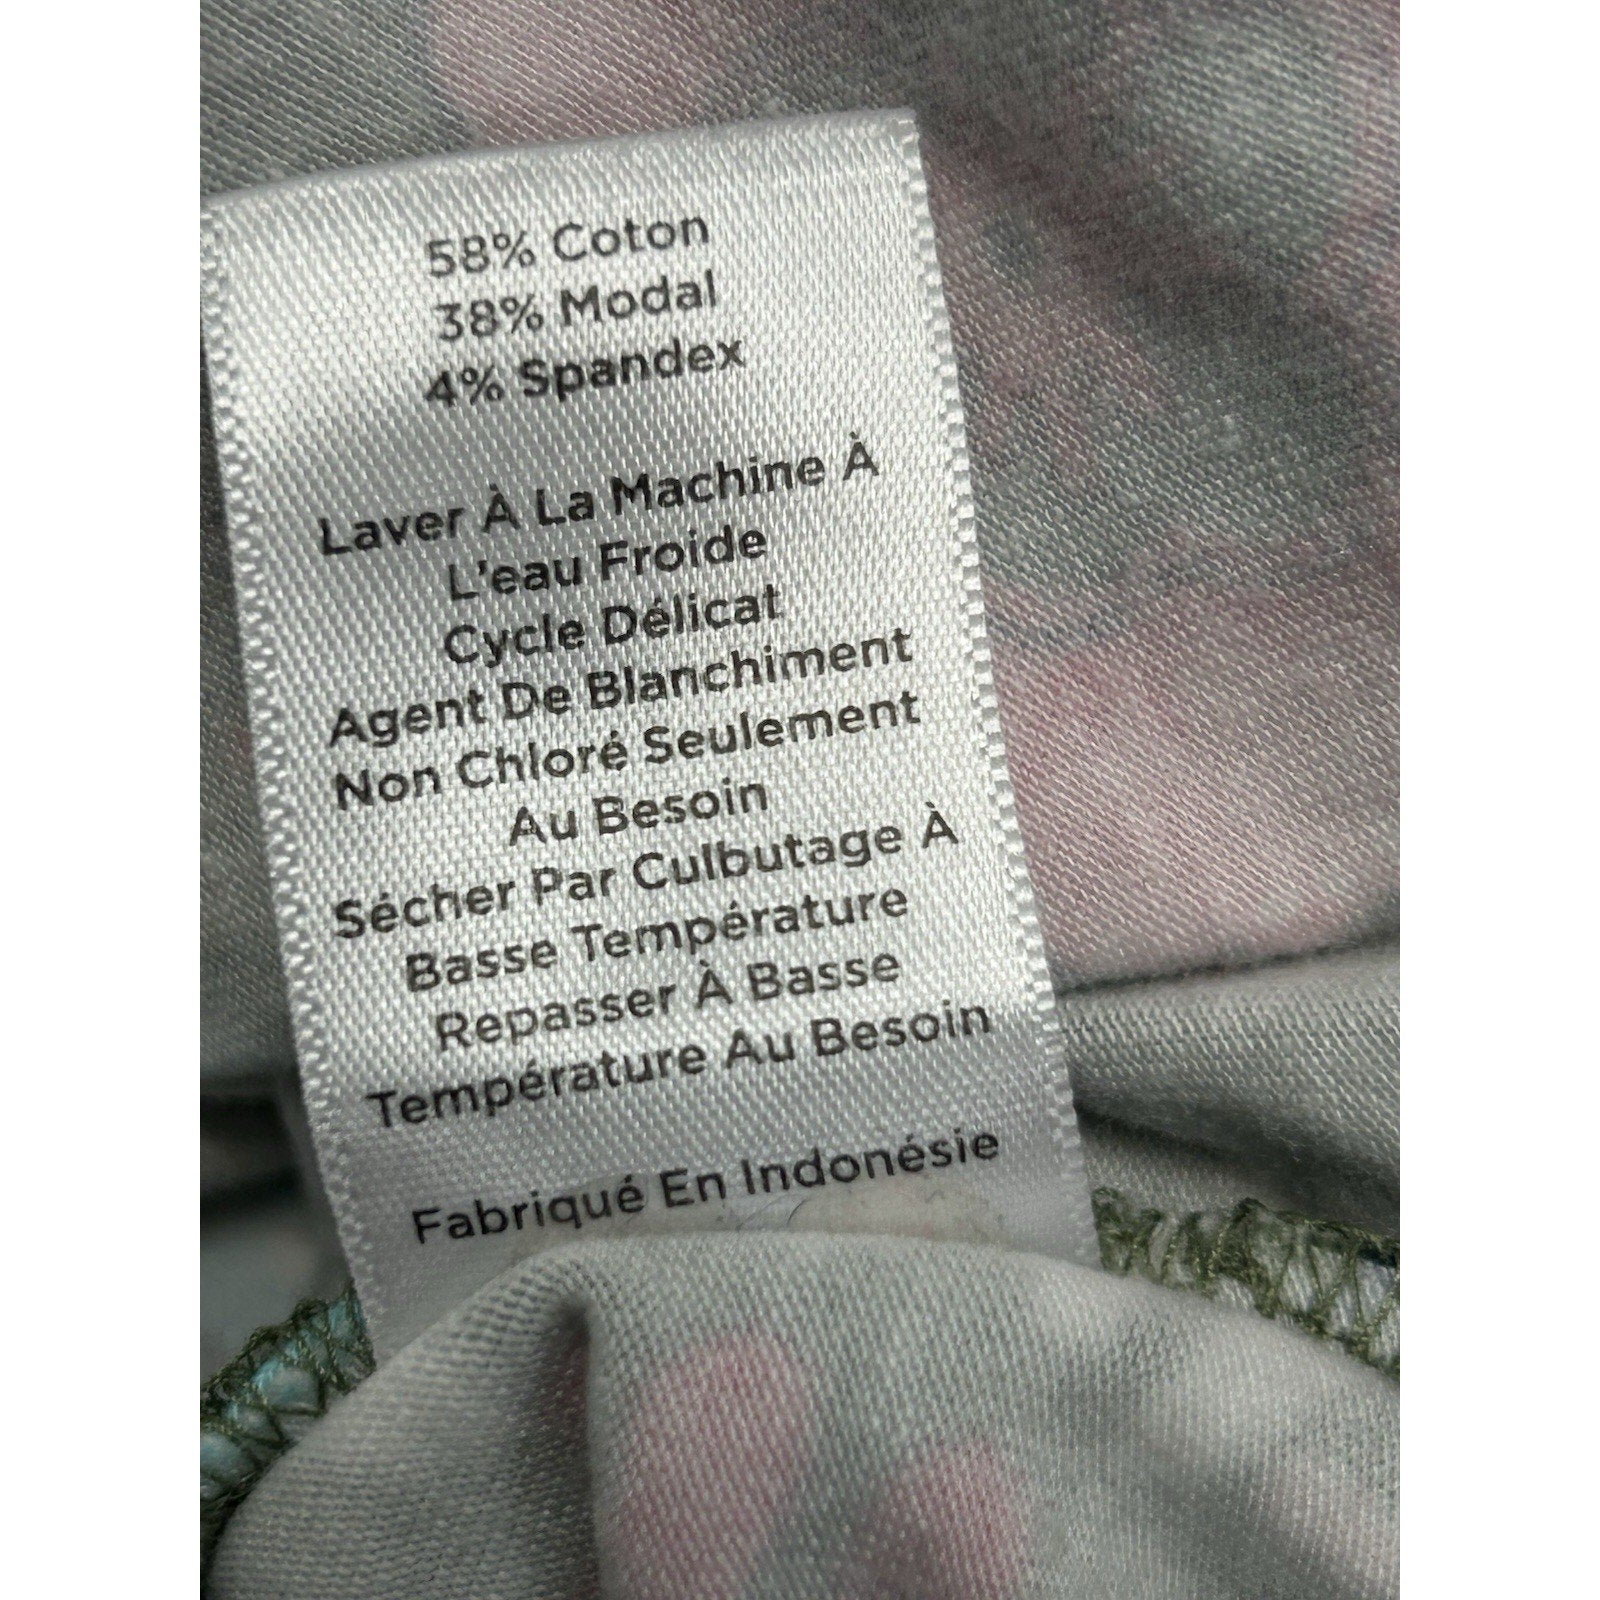 58% Coton
38% Modal
4% Spandex
Laver À La Machine À
L'eau Froide
Cycle Délicat
Agent De Blanchiment
Non Chloré Seulement
Au Besoin
Sécher Par Culbutage À
Basse Température
Repasser À Basse
Température Au Besoin
Fabriqué En Indonésie